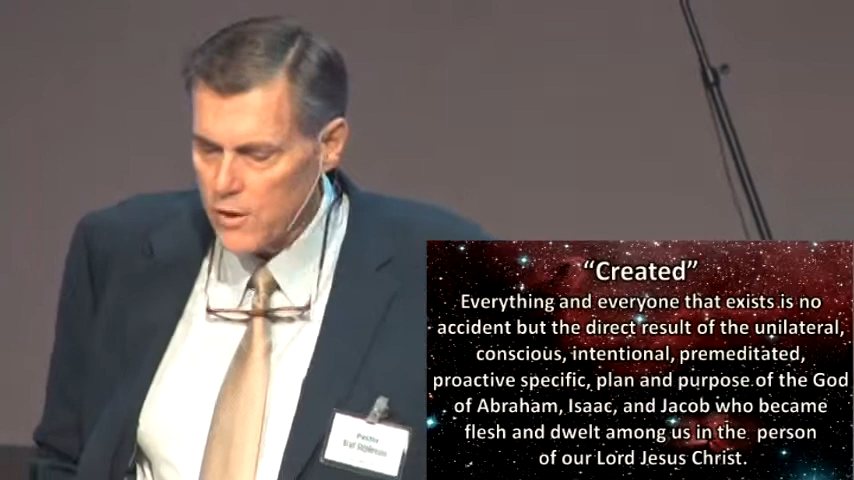 Pastor
"Created"
Everything and everyone that exists is no
accident but the direct result of the unilateral,
conscious, intentional, premeditated,
proactive specific, plan and purpose of the God
of Abraham, Isaac, and Jacob who became
flesh and dwelt among us in the person
of our Lord Jesus Christ.